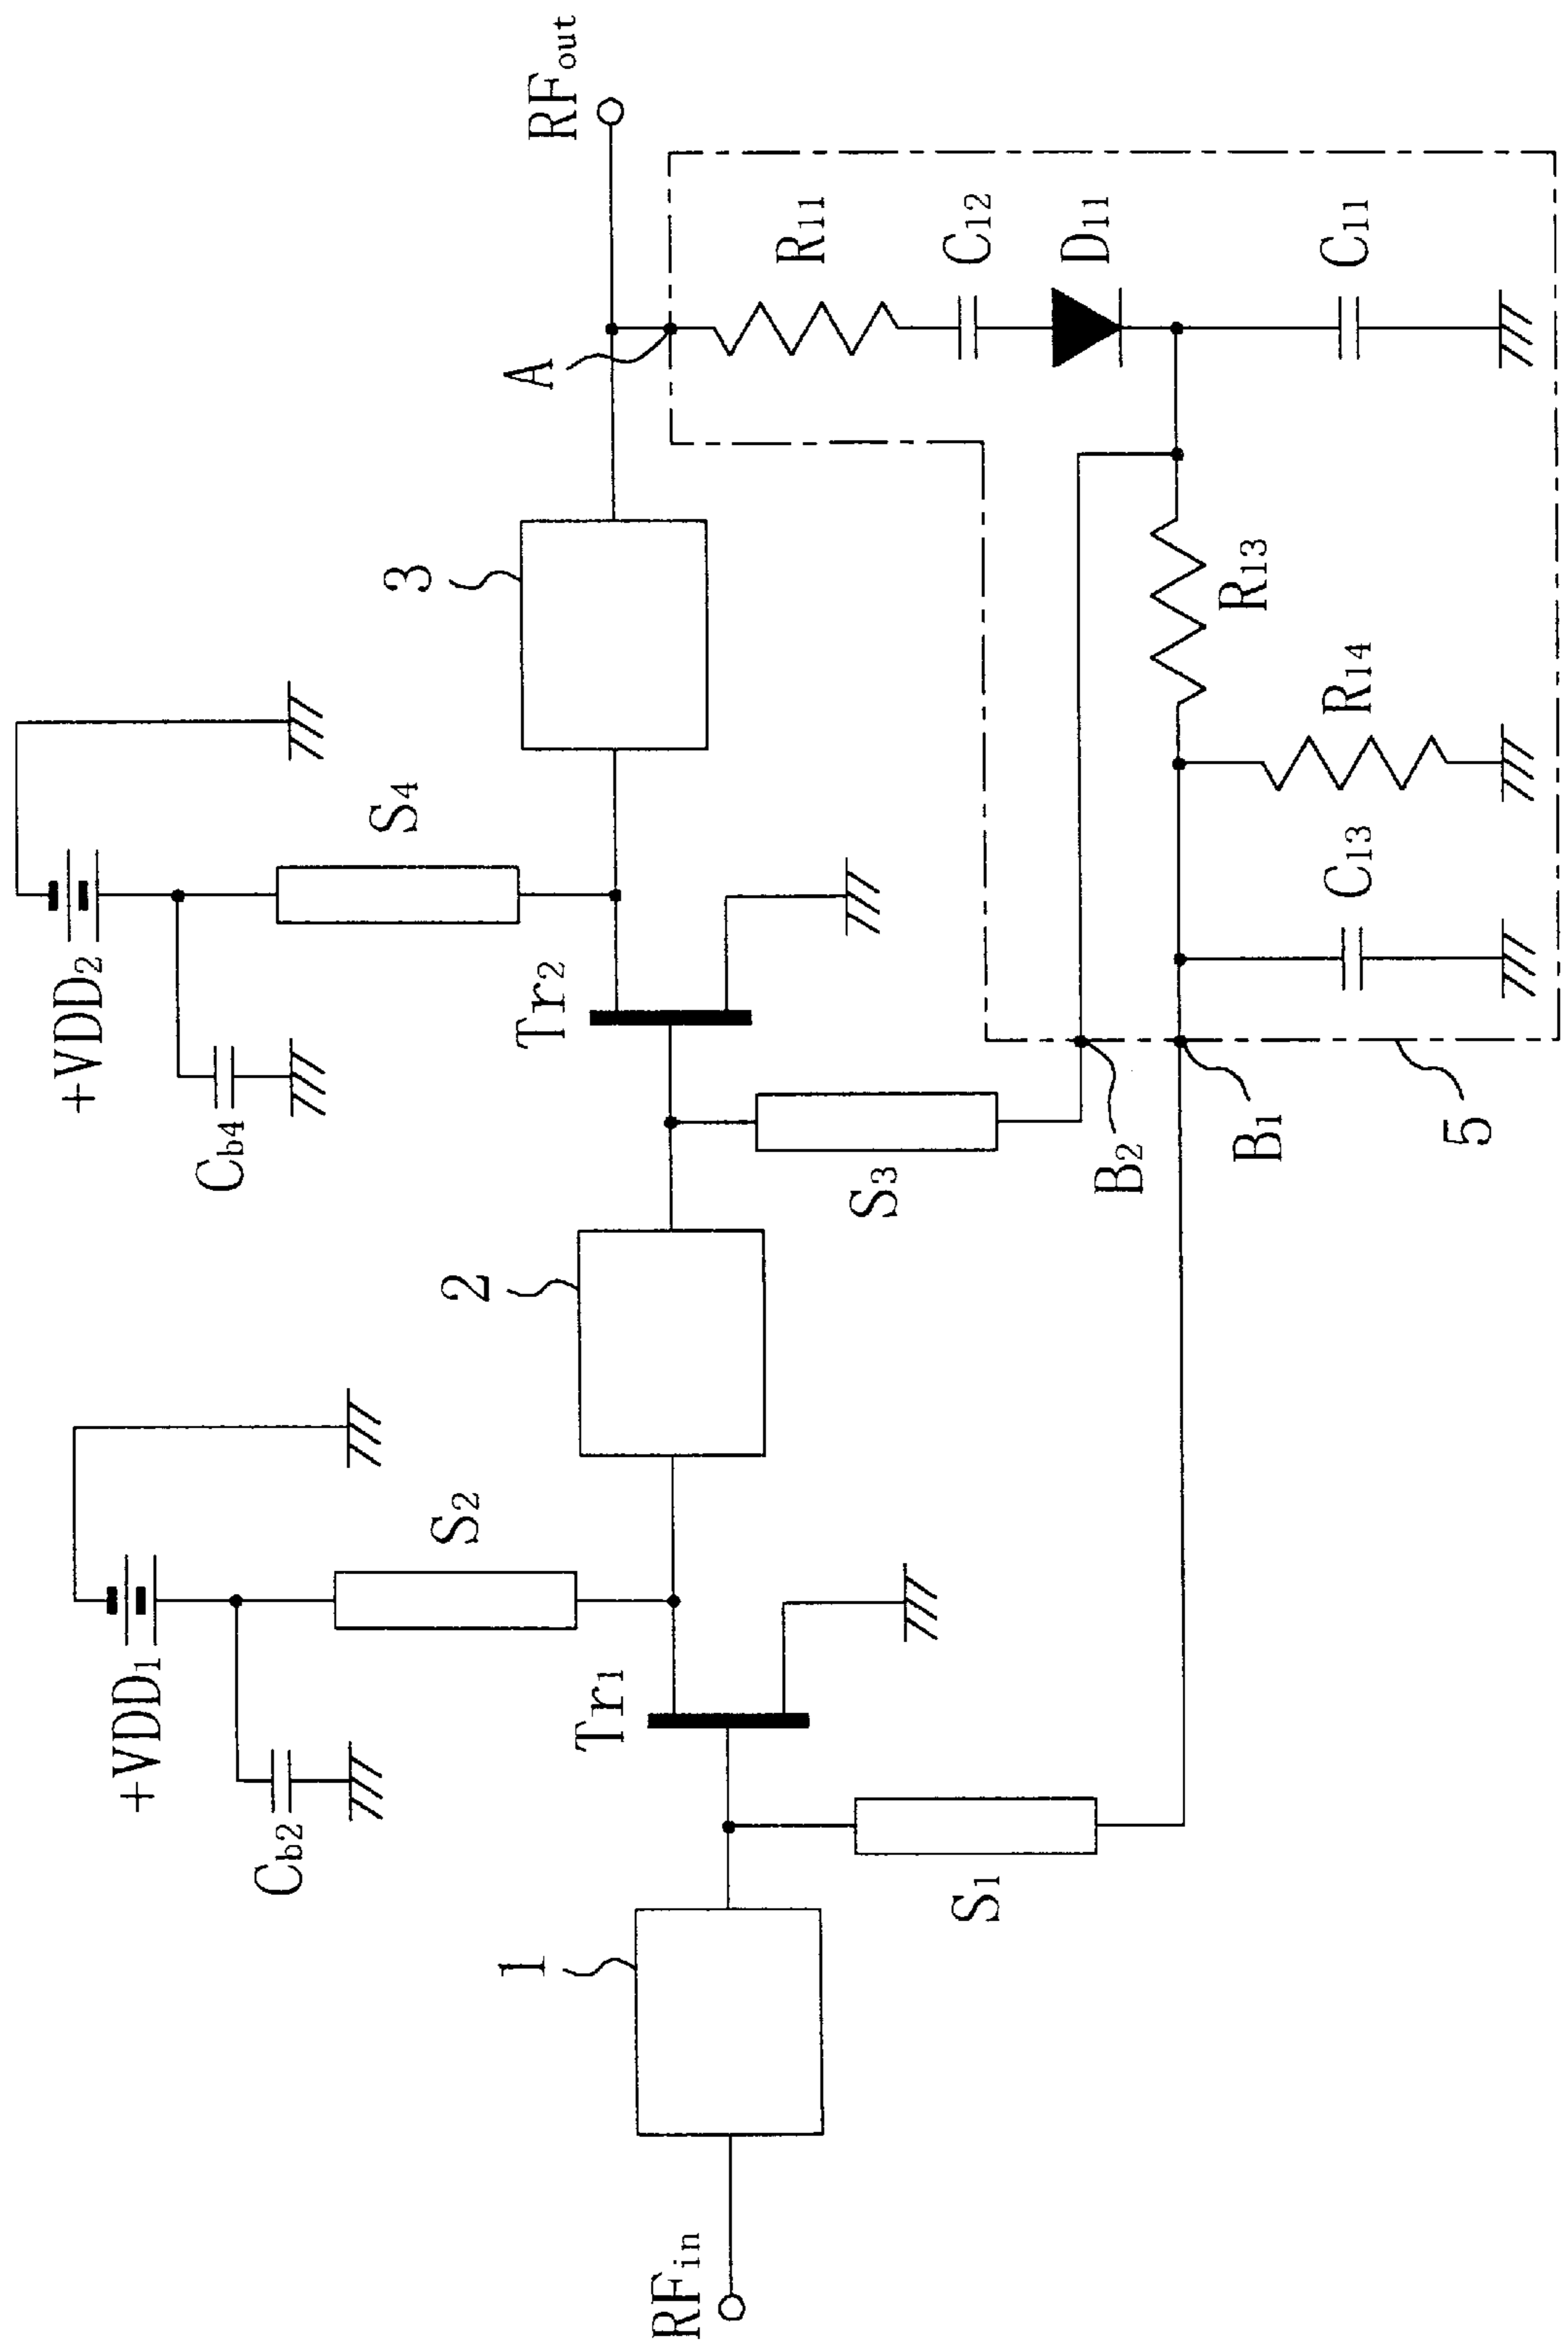 RFin
1
S1
Tr1
Cb2
+VDD1
S2
2
S3
Tr2
Cb4
+VDD2
S4
3
A
RFout
R11
C12
D11
C11
R13
R14
C13
B2
B1
5